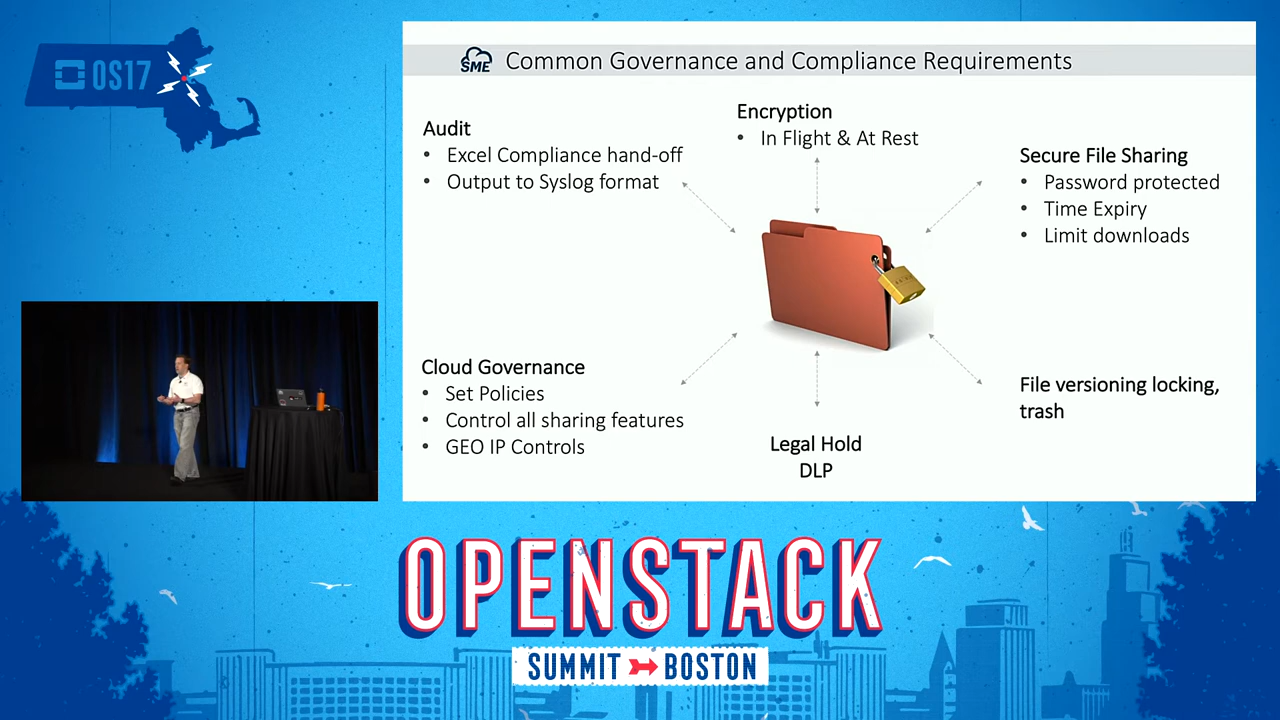 OS17
SME
Common Governance and Compliance Requirements
Audit
• Excel Compliance hand-off
• Output to Syslog format
Encryption
• In Flight & At Rest
Secure File Sharing
• Password protected
• Time Expiry
• Limit downloads
Cloud Governance
• Set Policies
• Control all sharing features
• GEO IP Controls
Legal Hold
DLP
File versioning locking,
trash
OPENSTACK
SUMMIT BOSTON